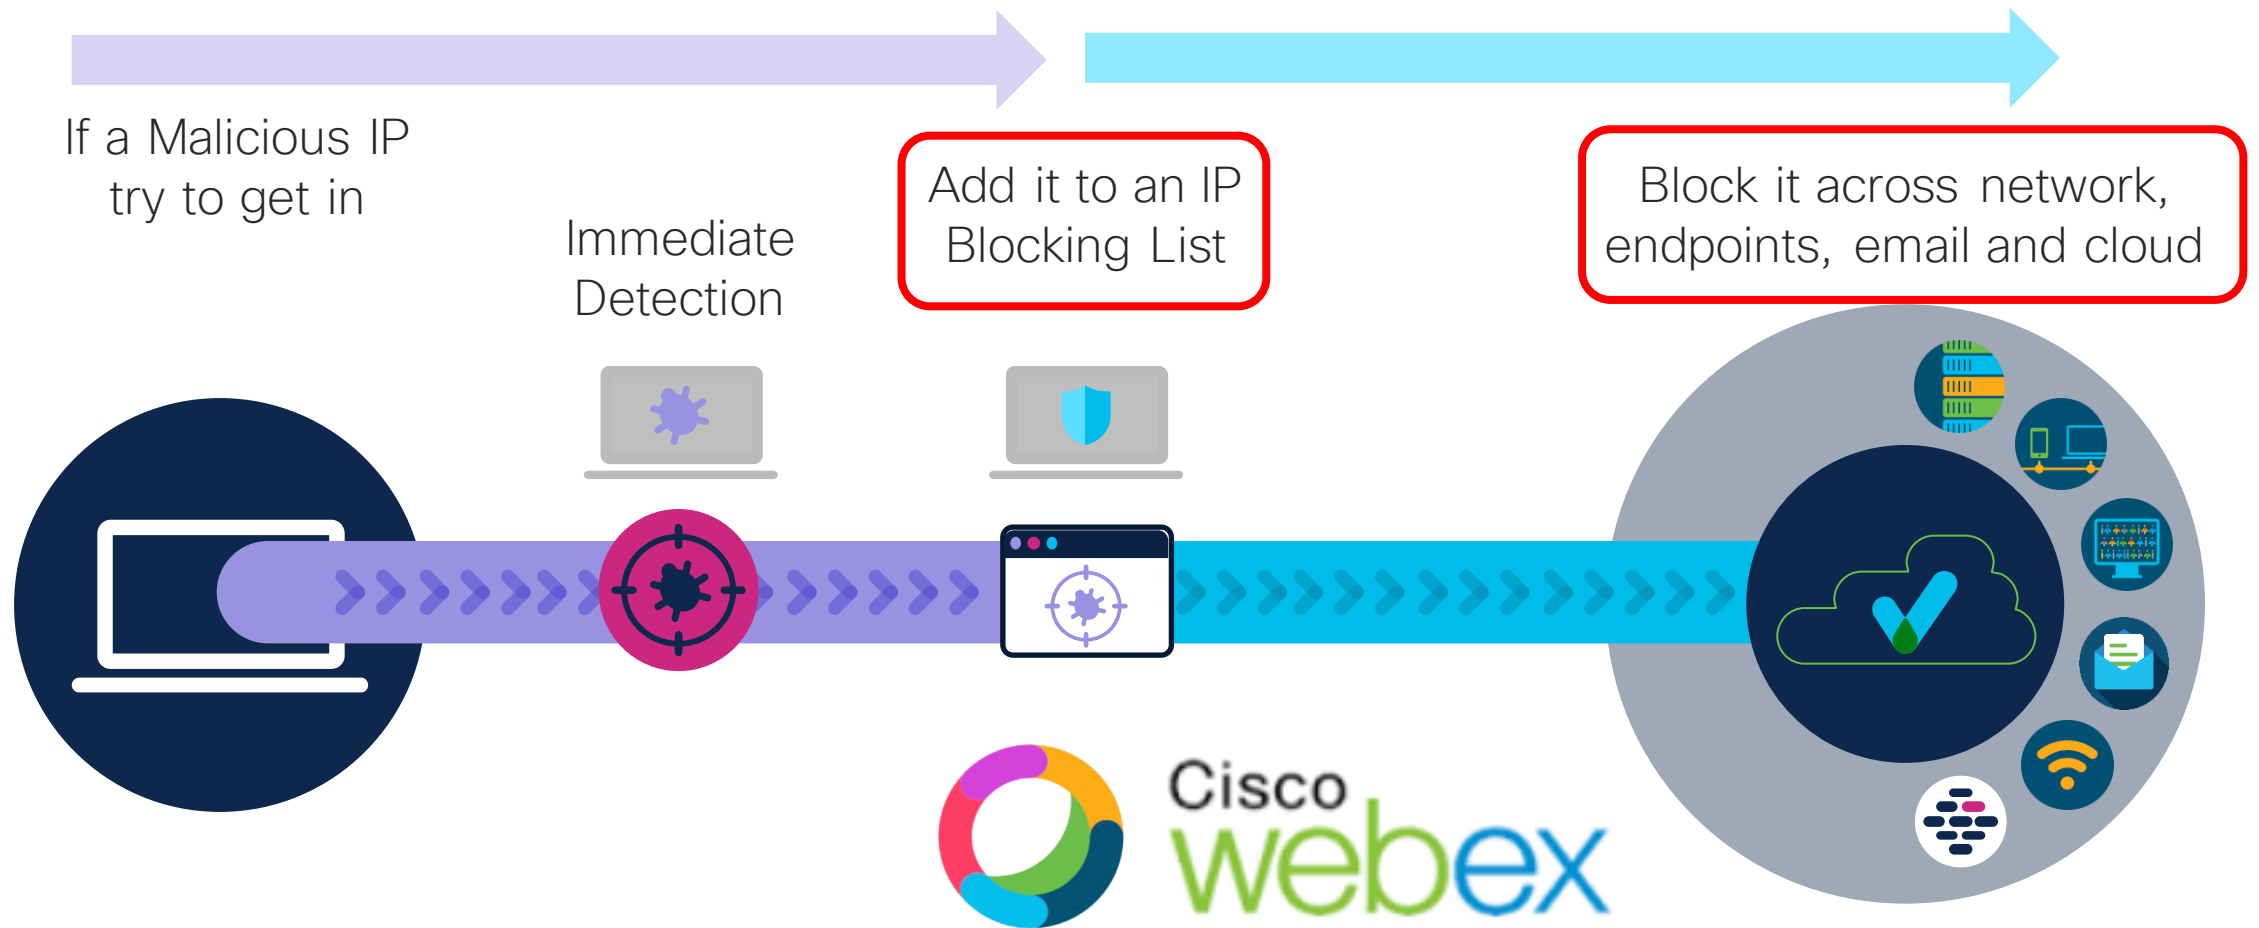 If a Malicious IP
try to get in
Immediate
Detection
Add it to an IP
Blocking List
Block it across network,
endpoints, email and cloud
Cisco
webex